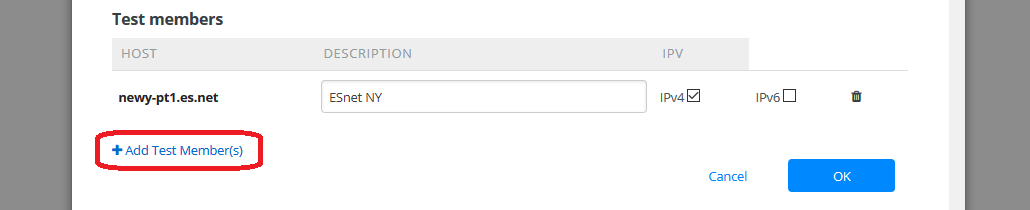 Test members
HOST DESCRIPTION IPV
newy-pt1.es.net ESnet NY IPv4 IPv6
+ Add Test Member(s)
Cancel OK